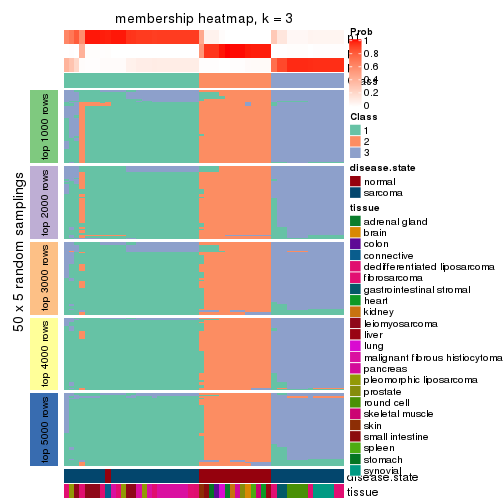 membership heatmap, k = 3
50 x 5 random samplings
top 1000 rows
top 2000 rows
top 3000 rows
top 4000 rows
top 5000 rows
Prob
1
0.8
0.6
0.4
0.2
0
Class
1
2
3
disease.state
normal
sarcoma
tissue
adrenal gland
brain
colon
connective
dedifferentiated liposarcoma
fibrosarcoma
gastrointestinal stromal
heart
kidney
leiomyosarcoma
liver
lung
malignant fibrous histiocytoma
pancreas
pleomorphic liposarcoma
prostate
round cell
skeletal muscle
skin
small intestine
spleen
stomach
synovial
disease.state
tissue